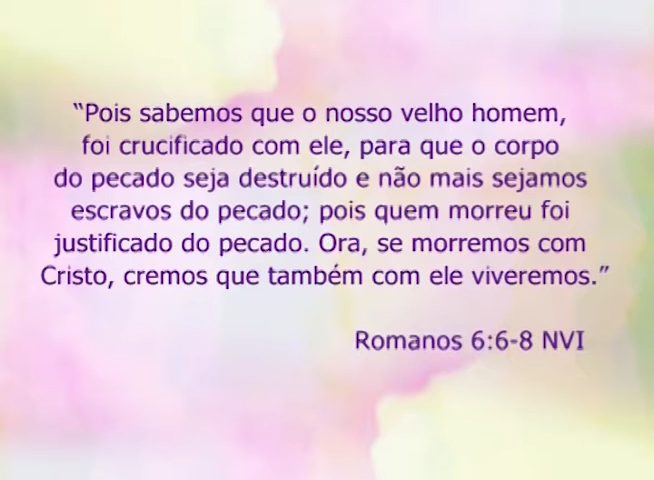 “Pois sabemos que o nosso velho homem,
foi crucificado com ele, para que o corpo
do pecado seja destruído e não mais sejamos
escravos do pecado; pois quem morreu foi
justificado do pecado. Ora, se morremos com
Cristo, cremos que também com ele viveremos.”
Romanos 6:6-8 NVI